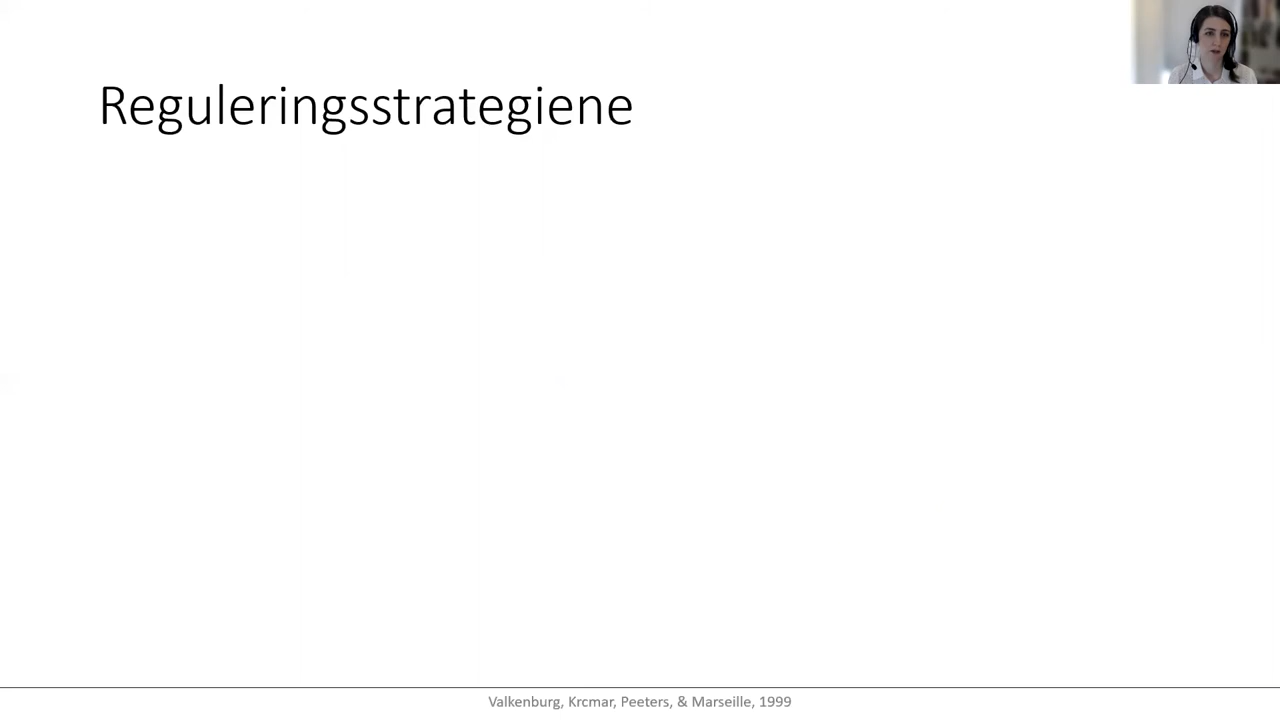 Reguleringsstrategiene
Valkenburg, Krcmar, Peeters, & Marseille, 1999